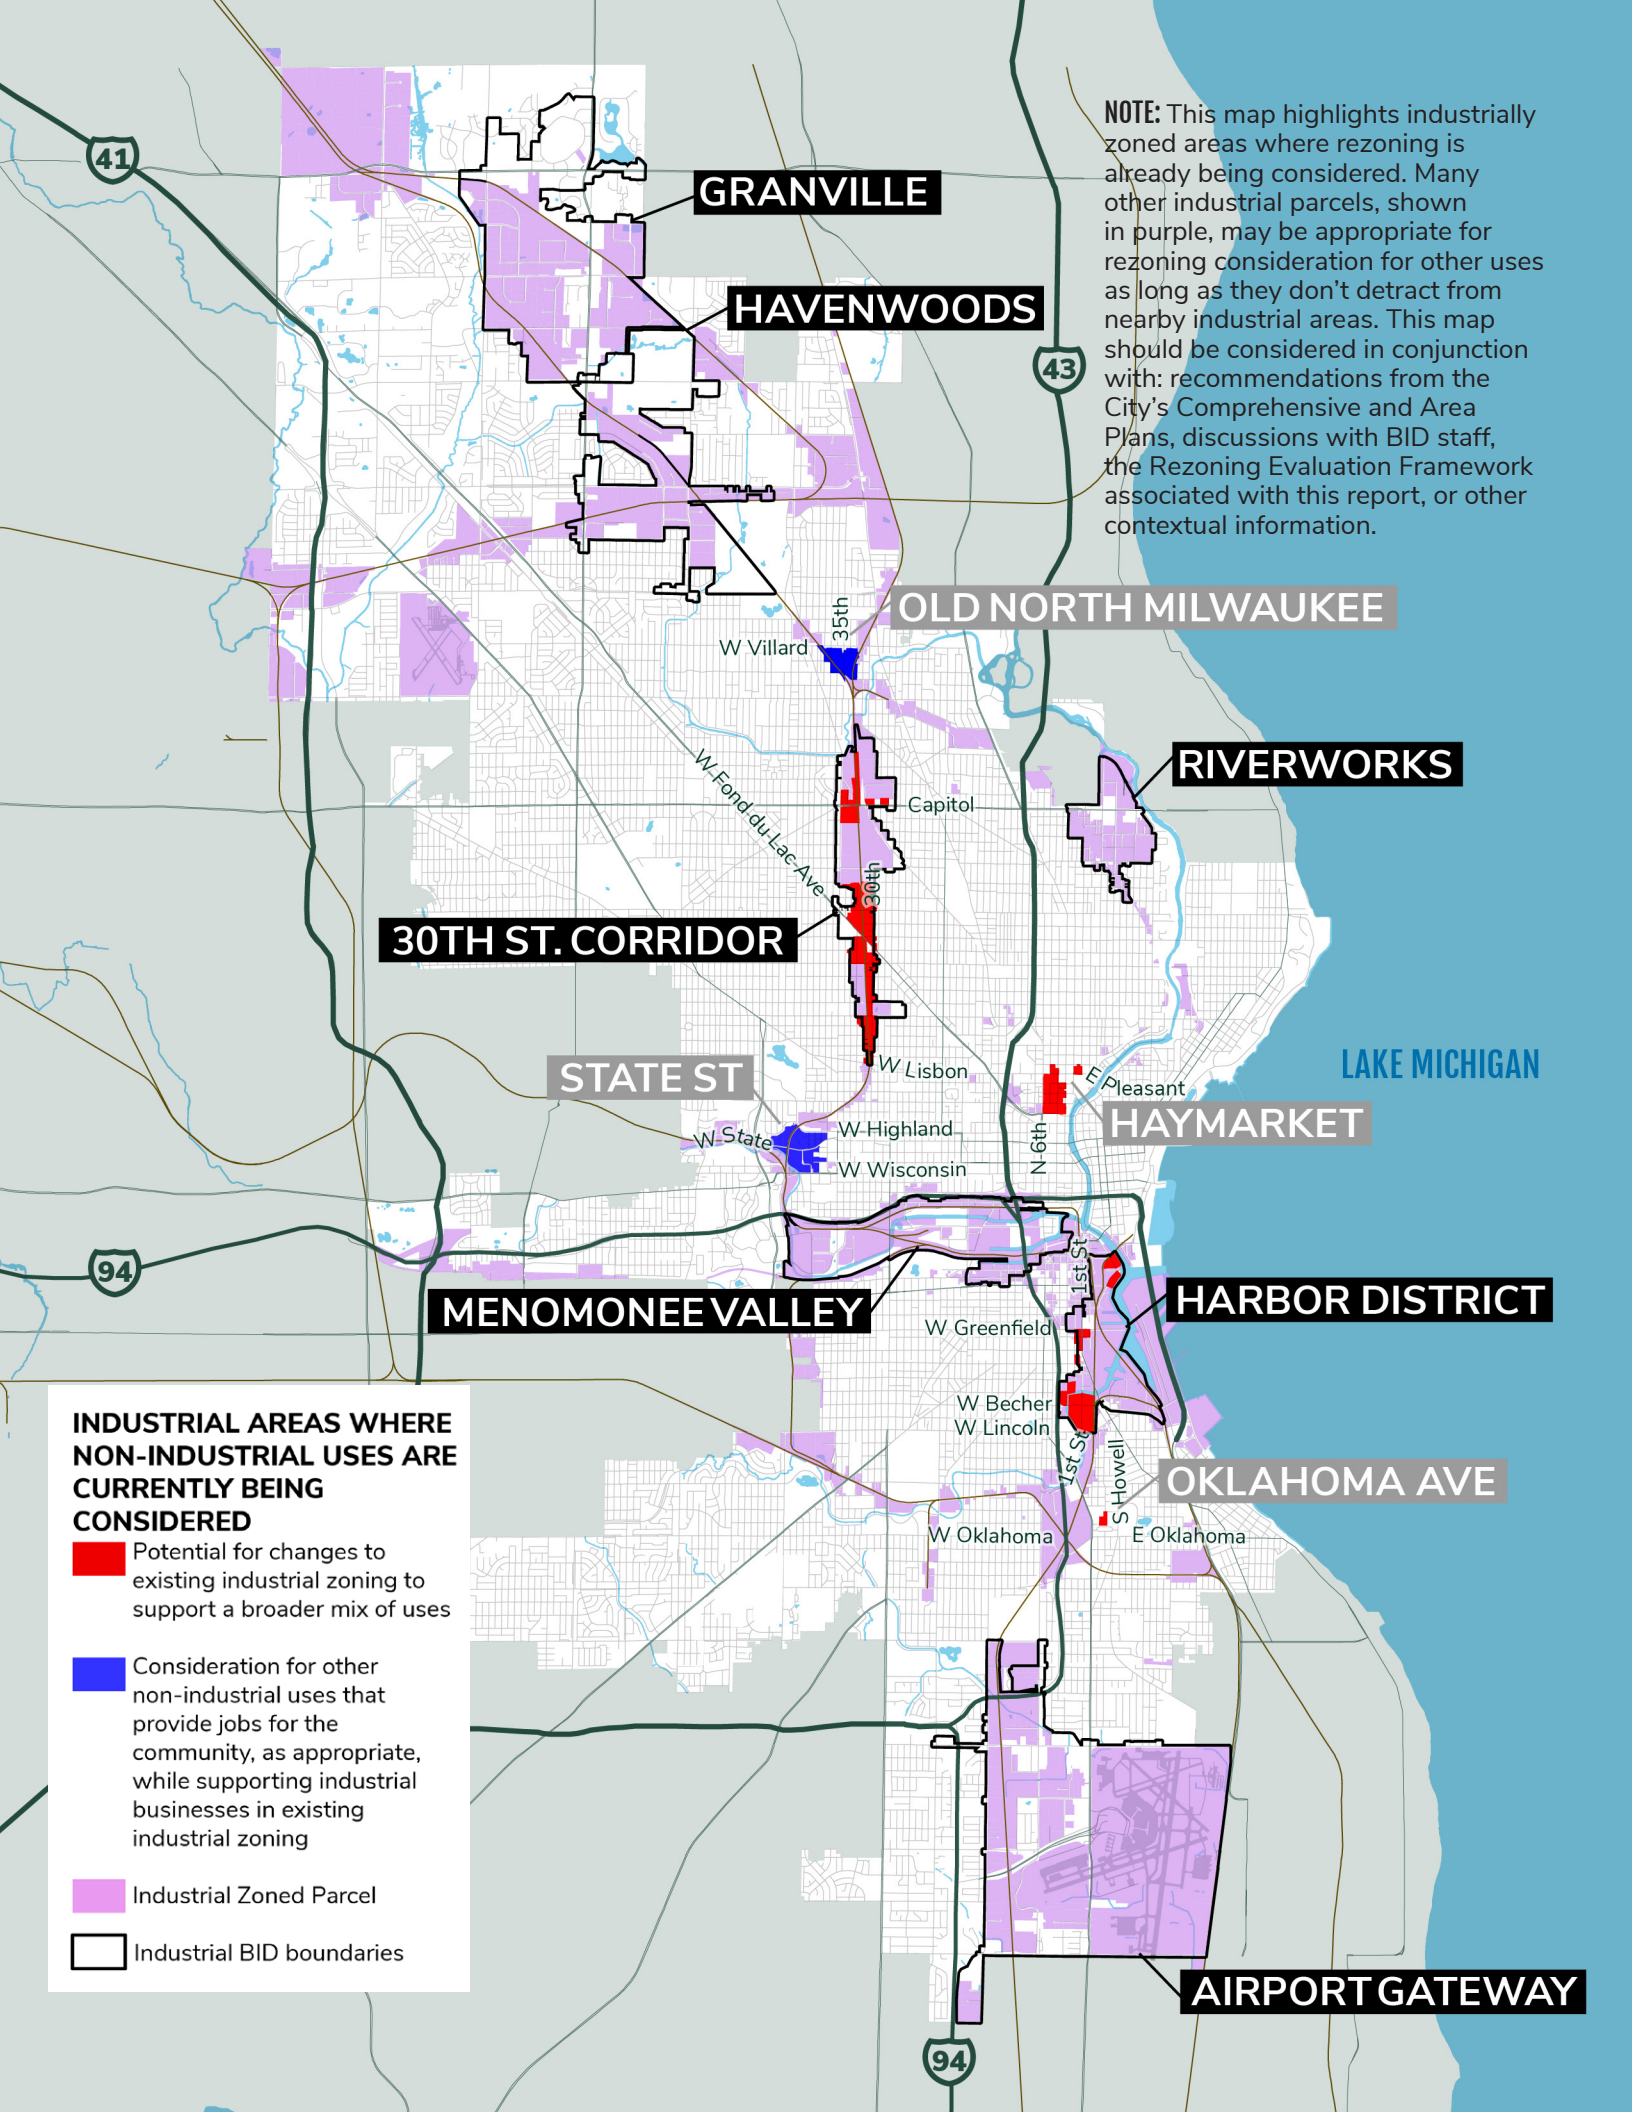 41
NOTE: This map highlights industrially
zoned areas where rezoning is
already being considered. Many
other industrial parcels, shown
in purple, may be appropriate for
rezoning consideration for other uses
as long as they don't detract from
nearby industrial areas. This map
should be considered in conjunction
with: recommendations from the
City's Comprehensive and Area
Plans, discussions with BID staff,
the Rezoning Evaluation Framework
associated with this report, or other
contextual information.
GRANVILLE
HAVENWOODS
43
OLD NORTH MILWAUKEE
35th
W Villard
RIVERWORKS
W Fond du Lac Ave
Capitol
30th
30TH ST. CORRIDOR
LAKE MICHIGAN
STATE ST
W Lisbon
E Pleasant
HAYMARKET
W State
W Highland
N 6th
W Wisconsin
94
1st St
MENOMONEE VALLEY
HARBOR DISTRICT
W Greenfield
W Becher
W Lincoln
1st St
S Howell
OKLAHOMA AVE
W Oklahoma
E Oklahoma
INDUSTRIAL AREAS WHERE
NON-INDUSTRIAL USES ARE
CURRENTLY BEING
CONSIDERED
Potential for changes to
existing industrial zoning to
support a broader mix of uses
Consideration for other
non-industrial uses that
provide jobs for the
community, as appropriate,
while supporting industrial
businesses in existing
industrial zoning
Industrial Zoned Parcel
Industrial BID boundaries
AIRPORT GATEWAY
94